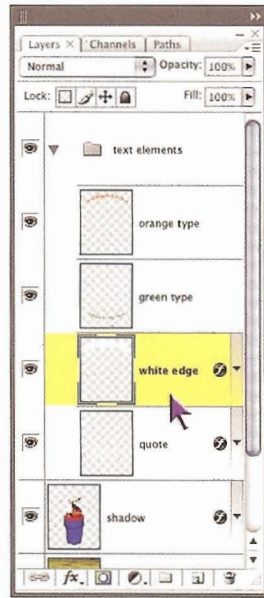 Layers × Channels Paths
Normal Opacity: 100%
Lock: Fill: 100%
text elements
orange type
green type
white edge
quote
shadow
fx.